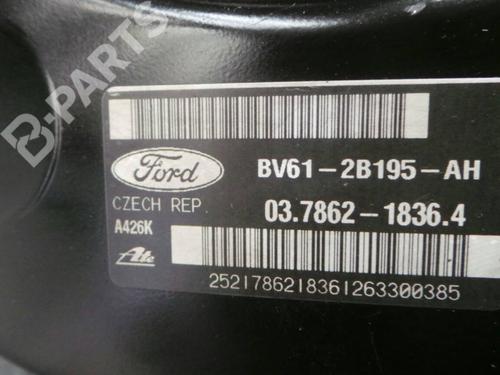 B-PARTS
Ford
BV61-2B195-AH
CZECH REP.
03.7862-1836.4
A426K
Ate
2521786218361263300385